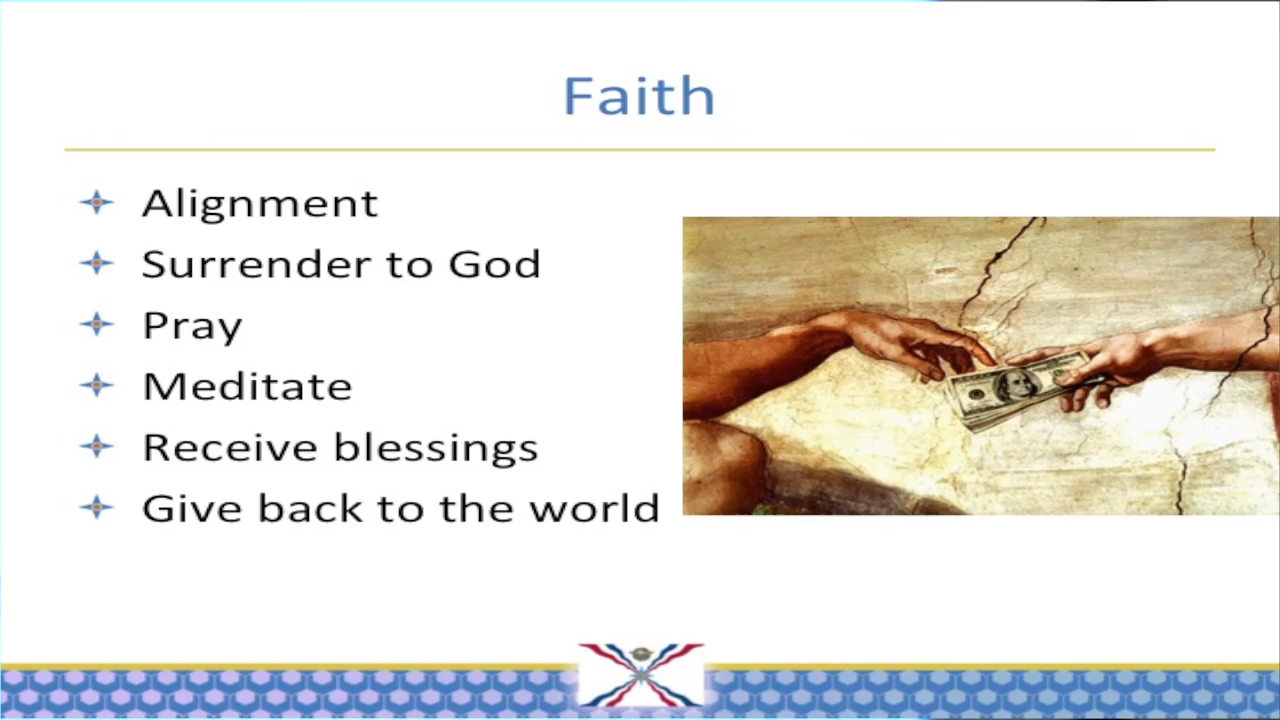 Faith
Alignment
Surrender to God
Pray
Meditate
Receive blessings
Give back to the world